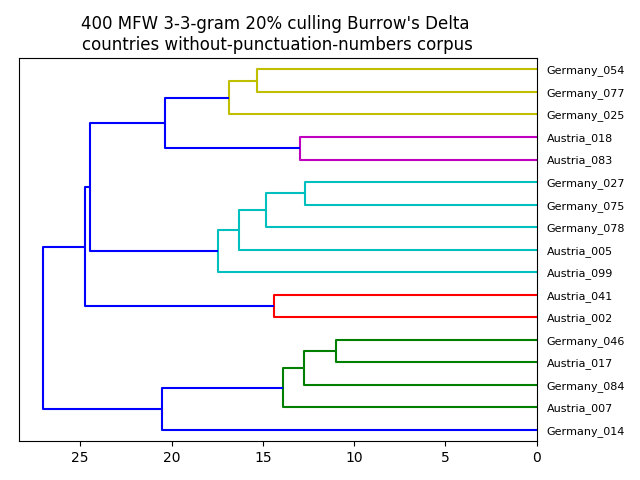 400 MFW 3-3-gram 20% culling Burrow's Delta
countries without-punctuation-numbers corpus
Germany_054
Germany_077
Germany_025
Austria_018
Austria_083
Germany_027
Germany_075
Germany_078
Austria_005
Austria_099
Austria_041
Austria_002
Germany_046
Austria_017
Germany_084
Austria_007
Germany_014
25 20 15 10 5 0